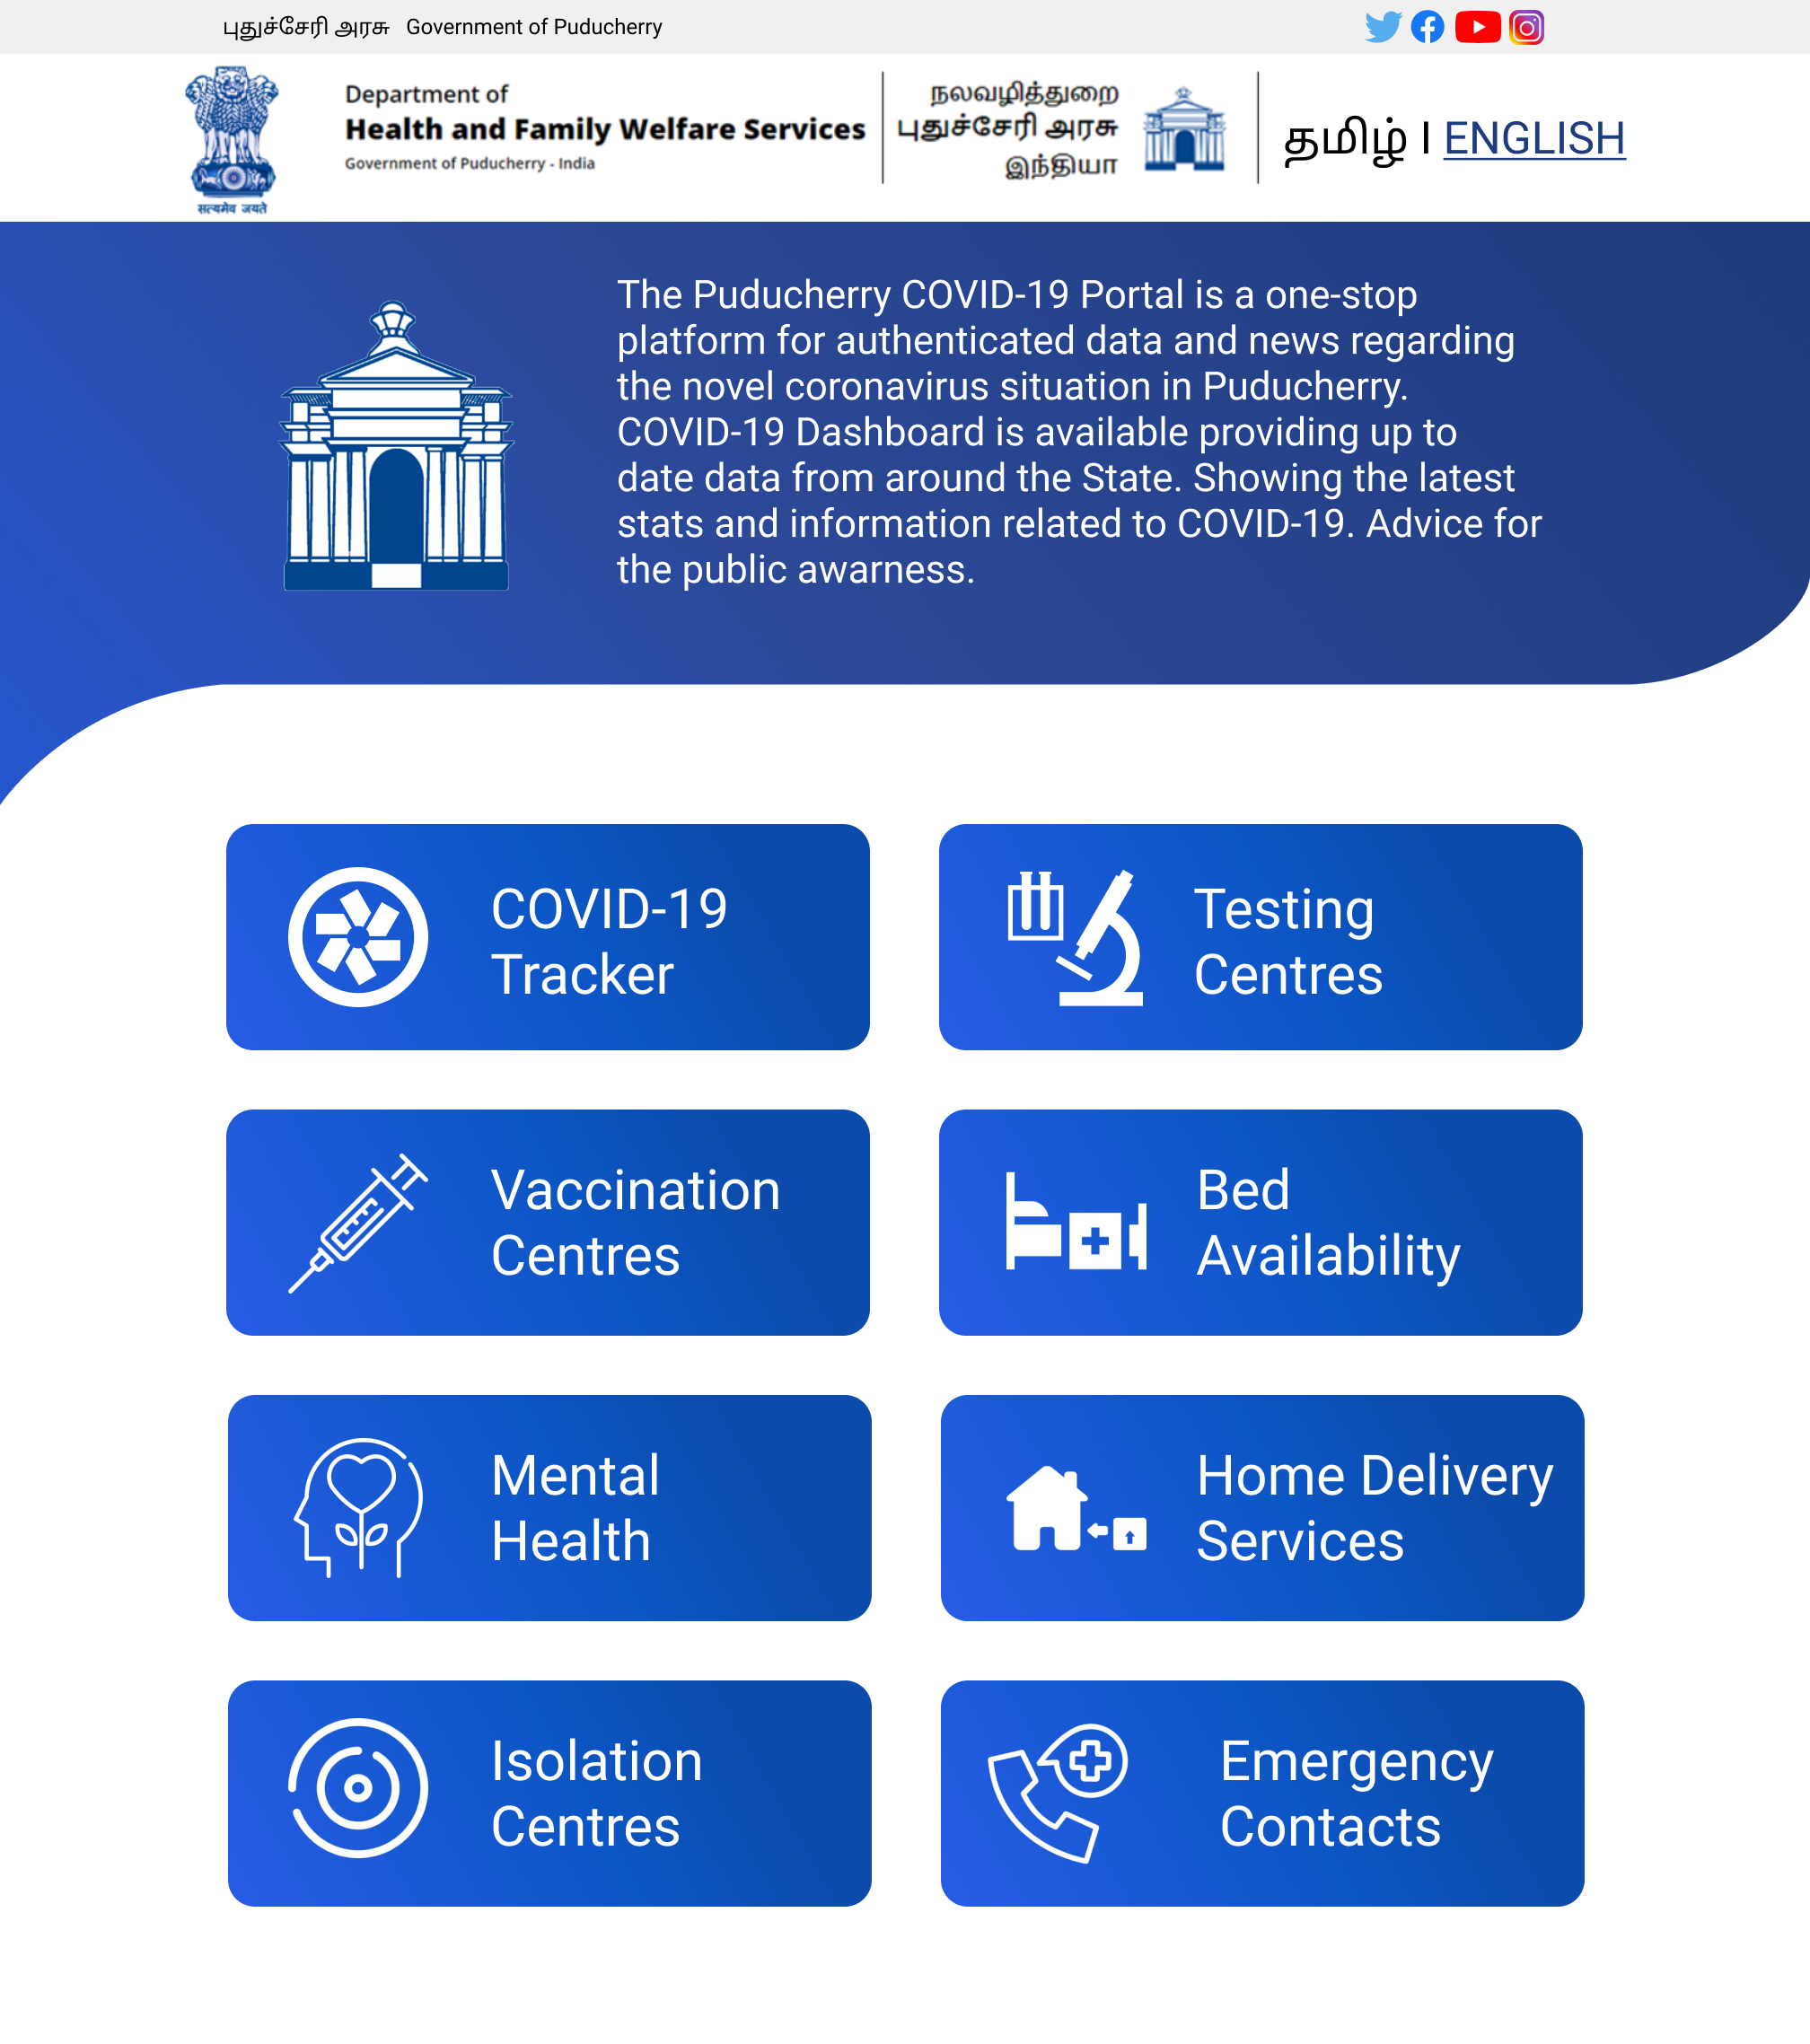 புதுச்சேரி அரசு Government of Puducherry
Department of
Health and Family Welfare Services
Government of Puducherry - India
நலவழித்துறை
புதுச்சேரி அரசு
இந்தியா
தமிழ் I ENGLISH
सत्यमेव जयते
The Puducherry COVID-19 Portal is a one-stop
platform for authenticated data and news regarding
the novel coronavirus situation in Puducherry.
COVID-19 Dashboard is available providing up to
date data from around the State. Showing the latest
stats and information related to COVID-19. Advice for
the public awarness.
COVID-19
Tracker
Testing
Centres
Vaccination
Centres
Bed
Availability
Mental
Health
Home Delivery
Services
Isolation
Centres
Emergency
Contacts